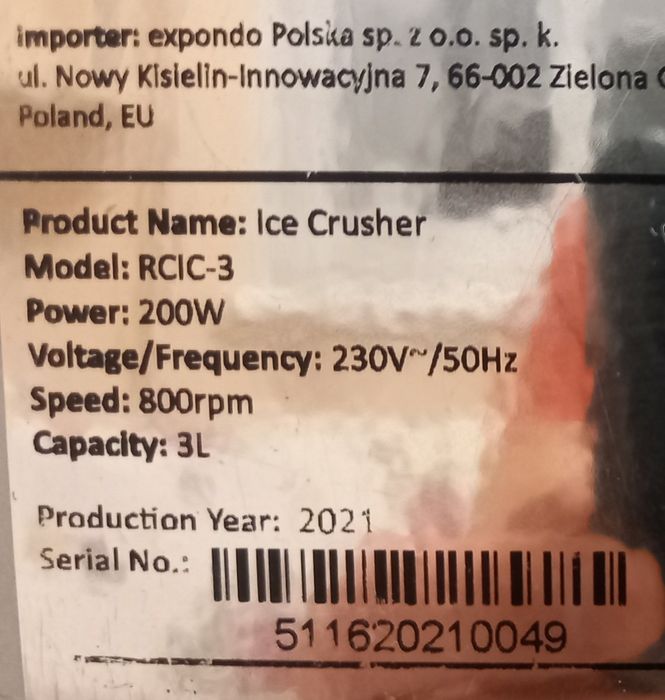 importer: expondo Polska sp. z o.o. sp. k.
ul. Nowy Kisielin-Innowacyjna 7, 66-002 Zielona
Poland, EU
Product Name: Ice Crusher
Model: RCIC-3
Power: 200W
Voltage/Frequency: 230V~/50Hz
Speed: 800rpm
Capacity: 3L
Production Year: 2021
Serial No.:
511620210049